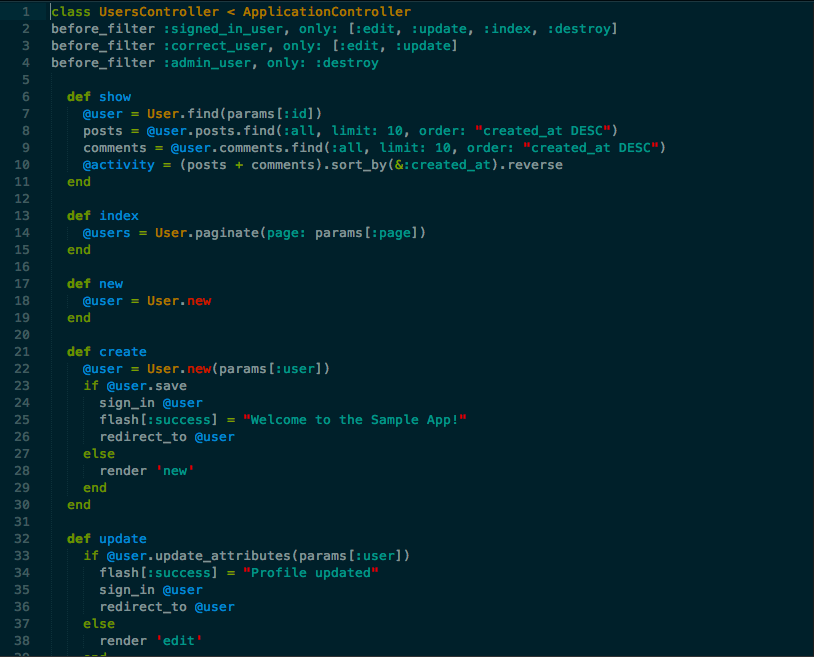 1 class UsersController < ApplicationController
2 before_filter :signed_in_user, only: [:edit, :update, :index, :destroy]
3 before_filter :correct_user, only: [:edit, :update]
4 before_filter :admin_user, only: :destroy
5
6   def show
7     @user = User.find(params[:id])
8     posts = @user.posts.find(:all, limit: 10, order: "created_at DESC")
9     comments = @user.comments.find(:all, limit: 10, order: "created_at DESC")
10     @activity = (posts + comments).sort_by(&:created_at).reverse
11   end
12
13   def index
14     @users = User.paginate(page: params[:page])
15   end
16
17   def new
18     @user = User.new
19   end
20
21   def create
22     @user = User.new(params[:user])
23     if @user.save
24       sign_in @user
25       flash[:success] = "Welcome to the Sample App!"
26       redirect_to @user
27     else
28       render 'new'
29     end
30   end
31
32   def update
33     if @user.update_attributes(params[:user])
34       flash[:success] = "Profile updated"
35       sign_in @user
36       redirect_to @user
37     else
38       render 'edit'